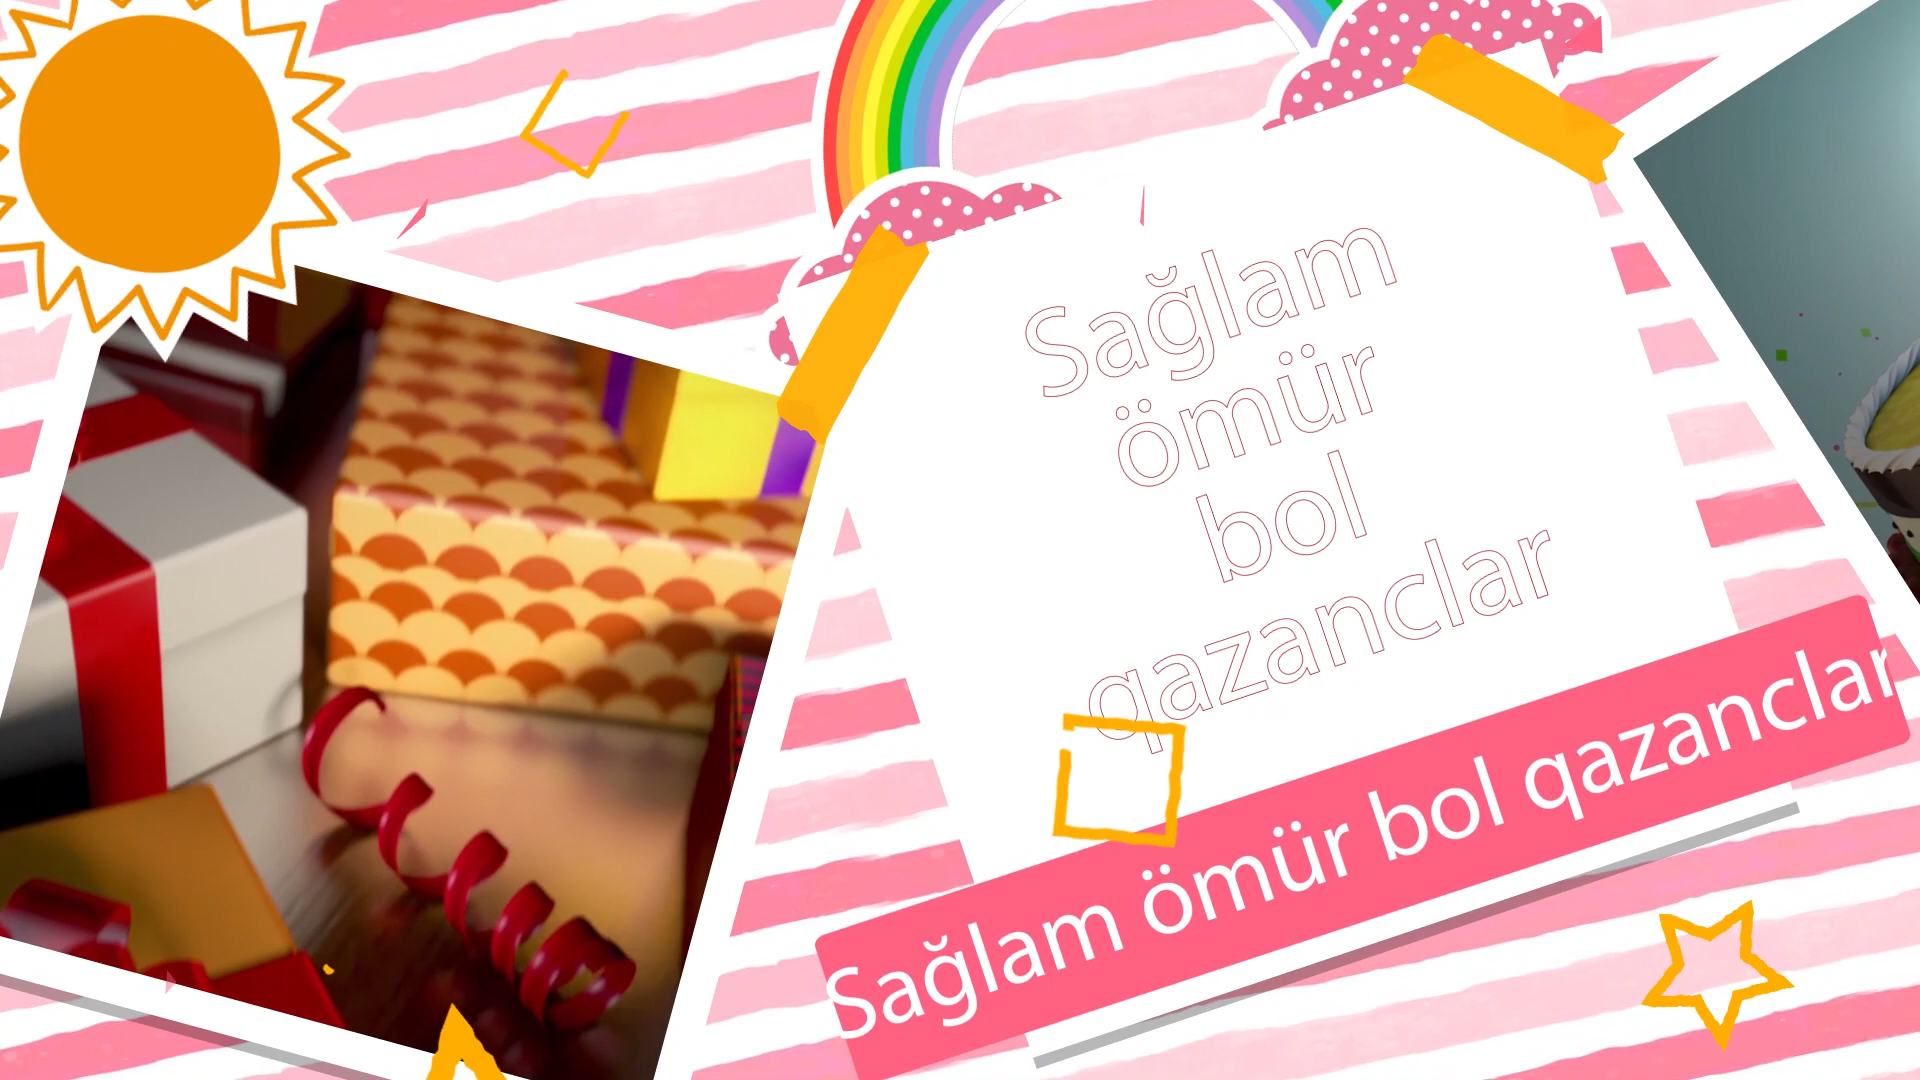 Sağlam
ömür
bol
qazanclar
Sağlam ömür bol qazanclar